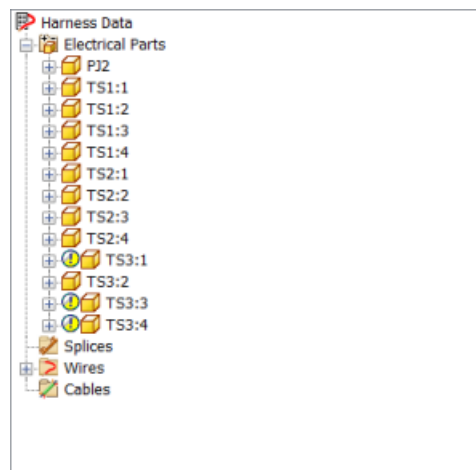 Harness Data
Electrical Parts
PJ2
TS1:1
TS1:2
TS1:3
TS1:4
TS2:1
TS2:2
TS2:3
TS2:4
TS3:1
TS3:2
TS3:3
TS3:4
Splices
Wires
Cables